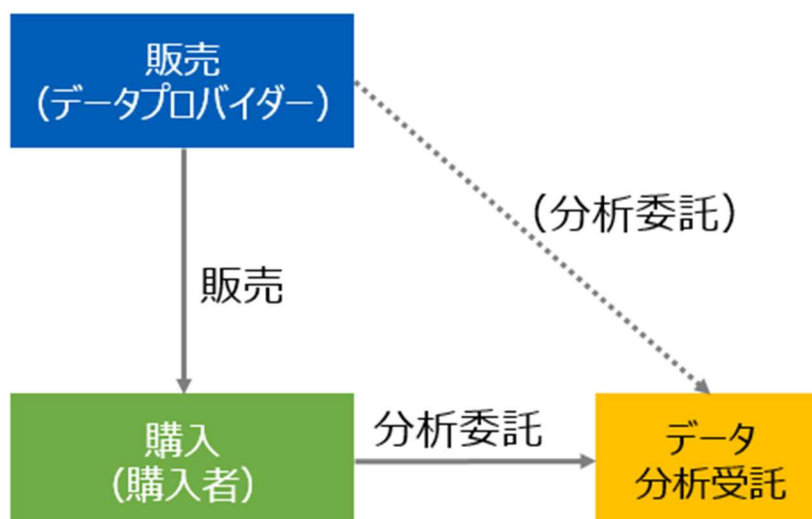 販売
(データプロバイダー)
(分析委託)
販売
分析委託
購入
(購入者)
データ
分析受託